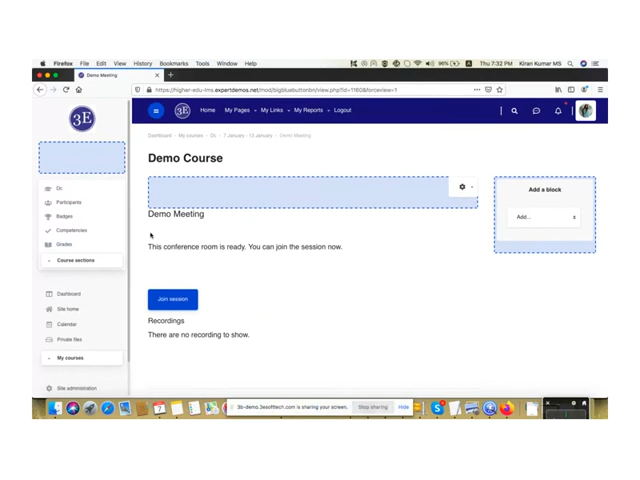 Firefox File Edit View History Bookmarks Tools Window Help 96% Thu 7:32 PM Kiran Kumar MS
Demo Meeting
https://higher-edu-lms.expertdemos.net/mod/bigbluebuttonbn/view.php?id=1160&forceview=1
3E
3E Home My Pages My Links My Reports Logout
Dashboard My courses Dc 7 January - 13 January Demo Meeting
Demo Course
Dc
Participants
Badges
Competencies
Grades
Course sections
Dashboard
Site home
Calendar
Private files
My courses
Site administration
Demo Meeting
This conference room is ready. You can join the session now.
Join session
Recordings
There are no recording to show.
Add a block
Add...
3b-demo.3esofttech.com is sharing your screen. Stop sharing Hide